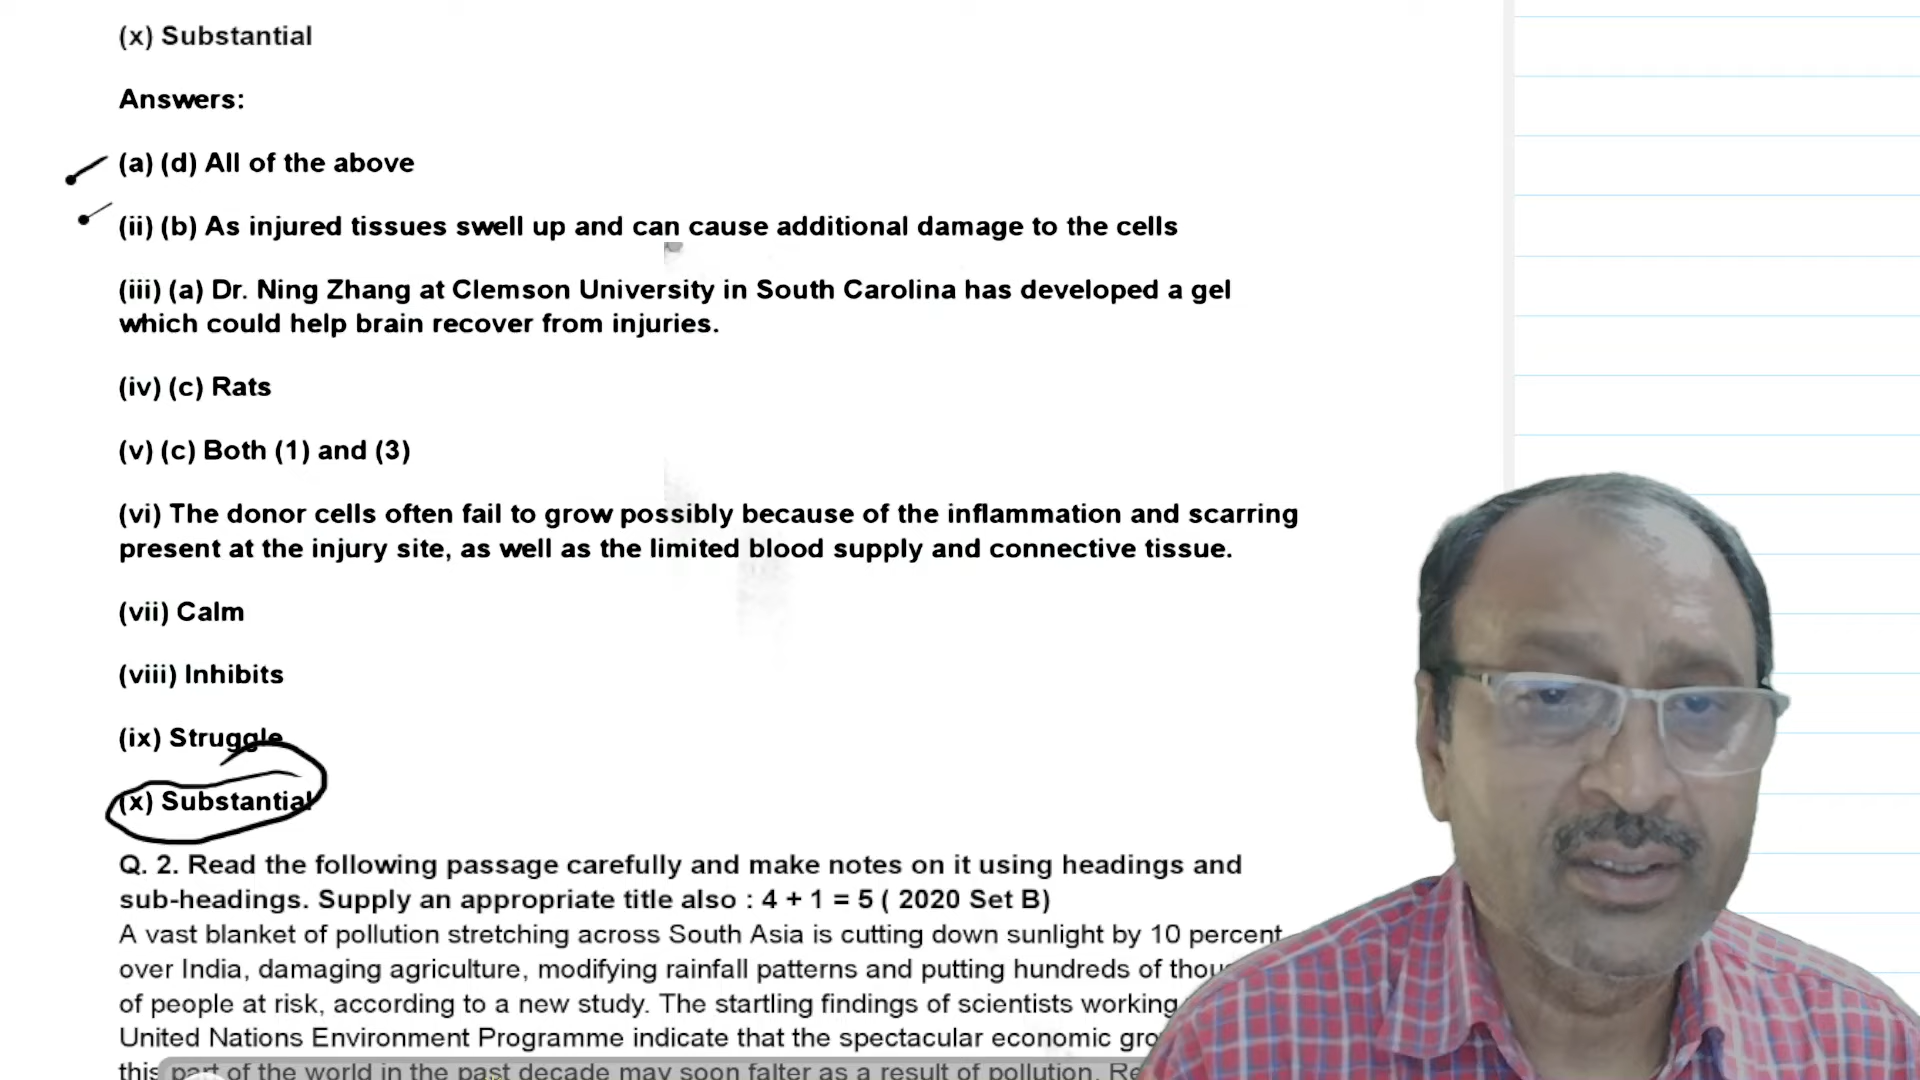 (x) Substantial
Answers:
(a) (d) All of the above
(ii) (b) As injured tissues swell up and can cause additional damage to the cells
(iii) (a) Dr. Ning Zhang at Clemson University in South Carolina has developed a gel
which could help brain recover from injuries.
(iv) (c) Rats
(v) (c) Both (1) and (3)
(vi) The donor cells often fail to grow possibly because of the inflammation and scarring
present at the injury site, as well as the limited blood supply and connective tissue.
(vii) Calm
(viii) Inhibits
(ix) Struggle
(x) Substantial
Q. 2. Read the following passage carefully and make notes on it using headings and
sub-headings. Supply an appropriate title also : 4 + 1 = 5 ( 2020 Set B)
A vast blanket of pollution stretching across South Asia is cutting down sunlight by 10 percent
over India, damaging agriculture, modifying rainfall patterns and putting hundreds of
of people at risk, according to a new study. The startling findings of scientists working
United Nations Environment Programme indicate that the spectacular economic
this part of the world in the past decade may soon falter as a result of pollution.